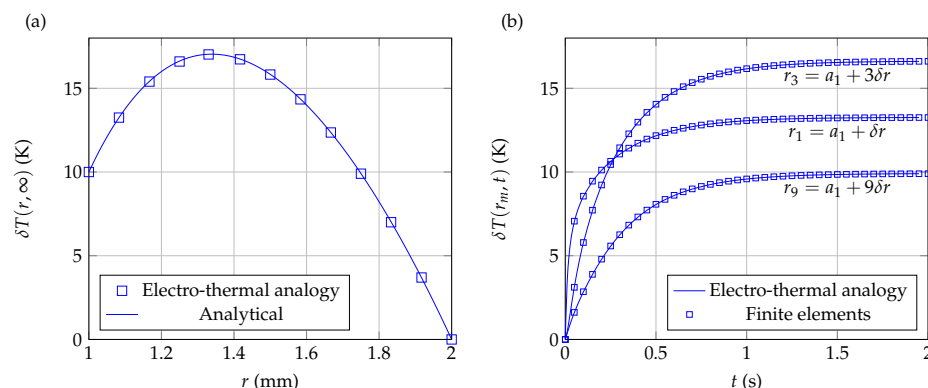 (a)
δT(r, ∞) (K)
15
10
5
0
1
1.2
1.4
1.6
1.8
2
r (mm)
Electro-thermal analogy
Analytical
(b)
δT(r_m, t) (K)
15
10
5
0
0
0.5
1
1.5
2
t (s)
r_3 = a_1 + 3δr
r_1 = a_1 + δr
r_9 = a_1 + 9δr
Electro-thermal analogy
Finite elements